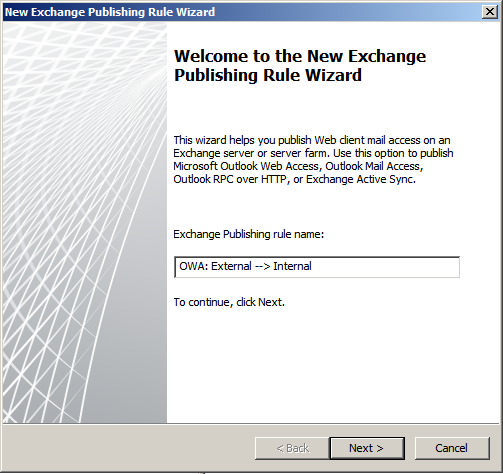 New Exchange Publishing Rule Wizard
Welcome to the New Exchange
Publishing Rule Wizard
This wizard helps you publish Web client mail access on an
Exchange server or server farm. Use this option to publish
Microsoft Outlook Web Access, Outlook Mail Access,
Outlook RPC over HTTP, or Exchange Active Sync.
Exchange Publishing rule name:
OWA: External --> Internal
To continue, click Next.
< Back
Next >
Cancel